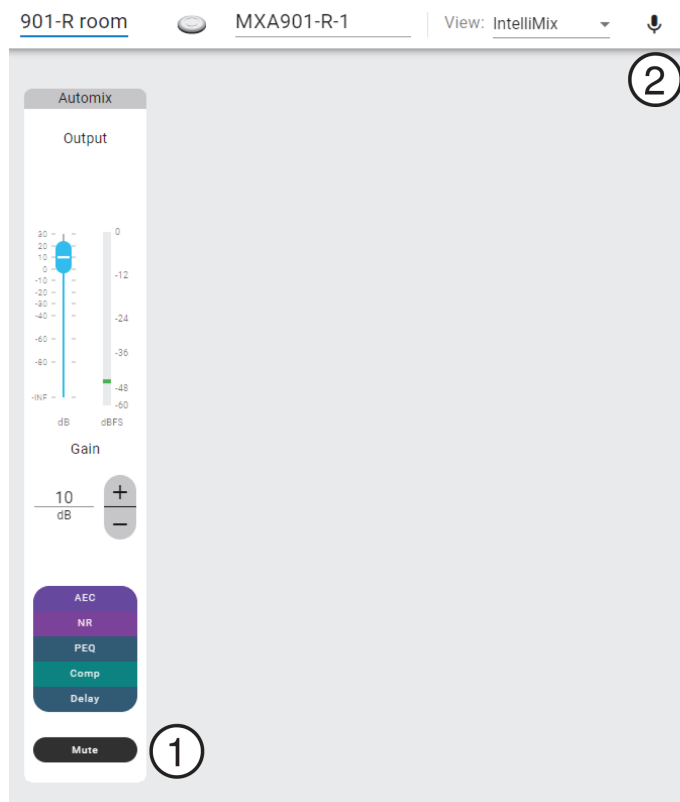 901-R room MXA901-R-1 View: IntelliMix
2
Automix
Output
30
20
10
0
-10
-20
-30
-40
-60
-80
-INF
dB
0
-12
-24
-36
-48
-60
dBFS
Gain
10
dB
+
−
AEC
NR
PEQ
Comp
Delay
Mute
1